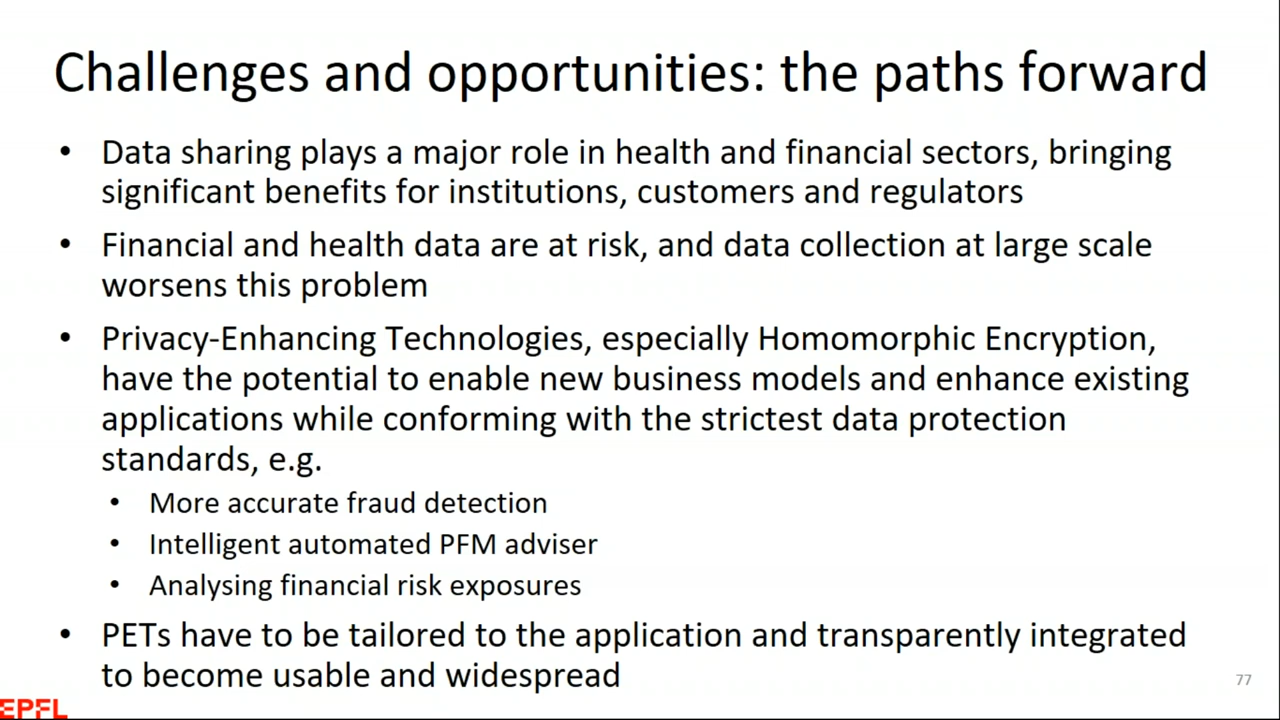 Challenges and opportunities: the paths forward
• Data sharing plays a major role in health and financial sectors, bringing
significant benefits for institutions, customers and regulators
• Financial and health data are at risk, and data collection at large scale
worsens this problem
• Privacy-Enhancing Technologies, especially Homomorphic Encryption,
have the potential to enable new business models and enhance existing
applications while conforming with the strictest data protection
standards, e.g.
• More accurate fraud detection
• Intelligent automated PFM adviser
• Analysing financial risk exposures
• PETs have to be tailored to the application and transparently integrated
to become usable and widespread
77
EPFL